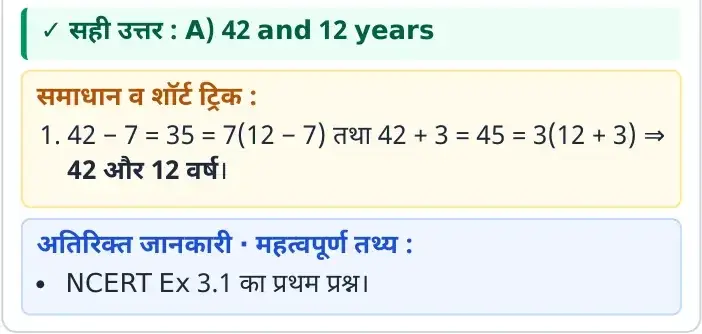 ✓ सही उत्तर : A) 42 and 12 years
समाधान व शॉर्ट ट्रिक :
1. 42 − 7 = 35 = 7(12 − 7) तथा 42 + 3 = 45 = 3(12 + 3) ⇒
42 और 12 वर्ष।
अतिरिक्त जानकारी · महत्वपूर्ण तथ्य :
• NCERT Ex 3.1 का प्रथम प्रश्न।